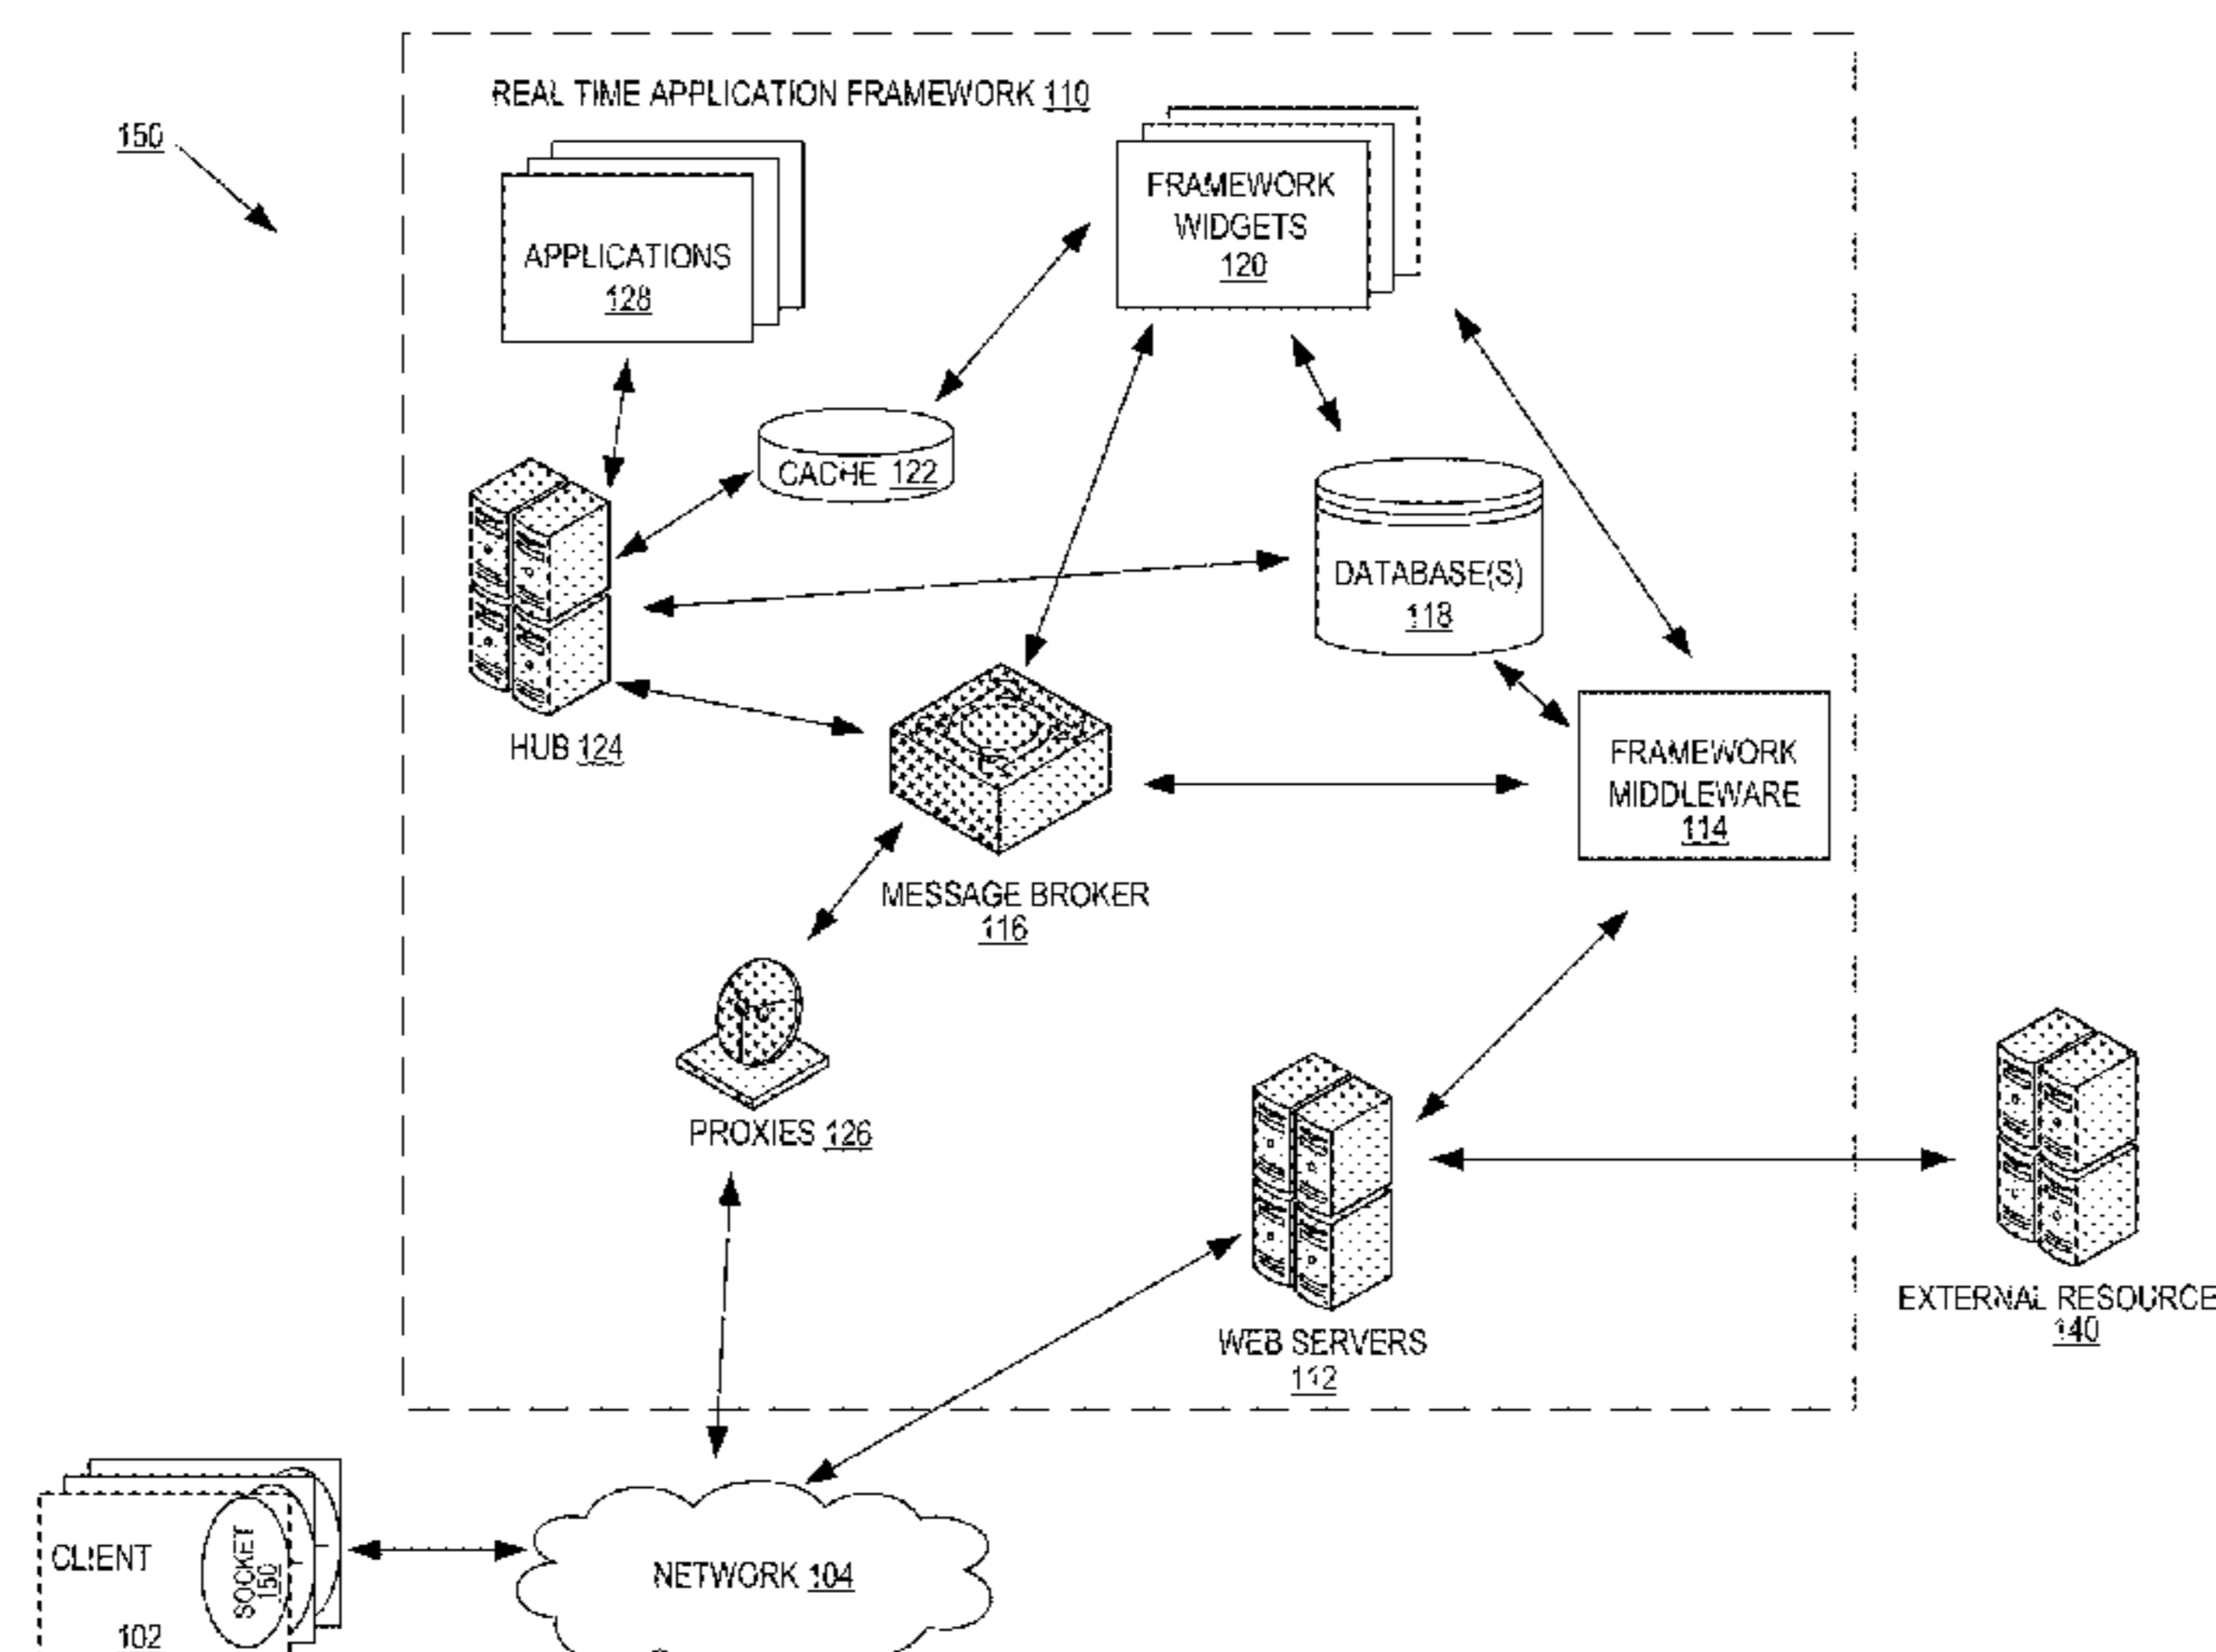 REAL TIME APPLICATION FRAMEWORK 110
150
FRAMEWORK
WIDGETS
120
APPLICATIONS
128
CACHE 122
DATABASE(S)
118
HUB 124
FRAMEWORK
MIDDLEWARE
114
MESSAGE BROKER
116
PROXIES 126
EXTERNAL RESOURCE
140
WEB SERVERS
112
CLIENT
102
SOCKET
150
NETWORK 104